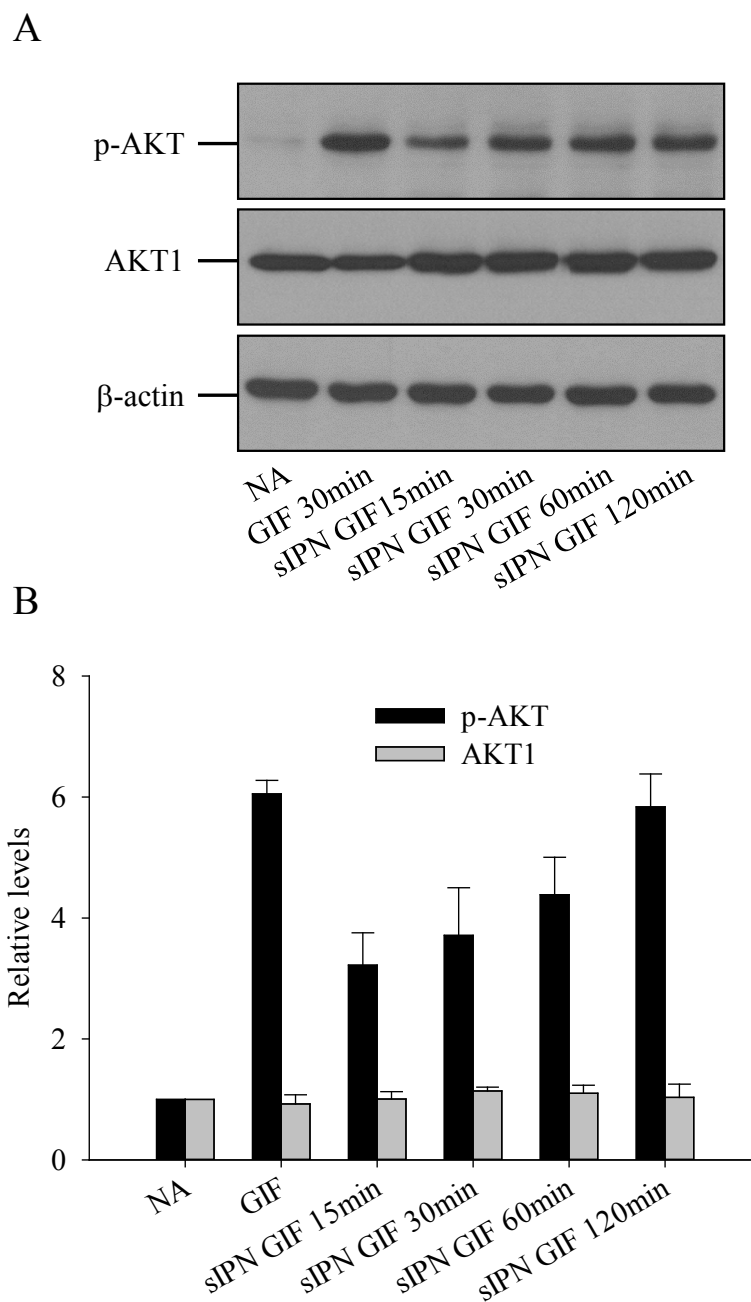 A
p-AKT
AKT1
β-actin
NA
GIF 30min
sIPN GIF15min
sIPN GIF 30min
sIPN GIF 60min
sIPN GIF 120min
B
8
6
4
2
0
Relative levels
p-AKT
AKT1
NA
GIF
sIPN GIF 15min
sIPN GIF 30min
sIPN GIF 60min
sIPN GIF 120min